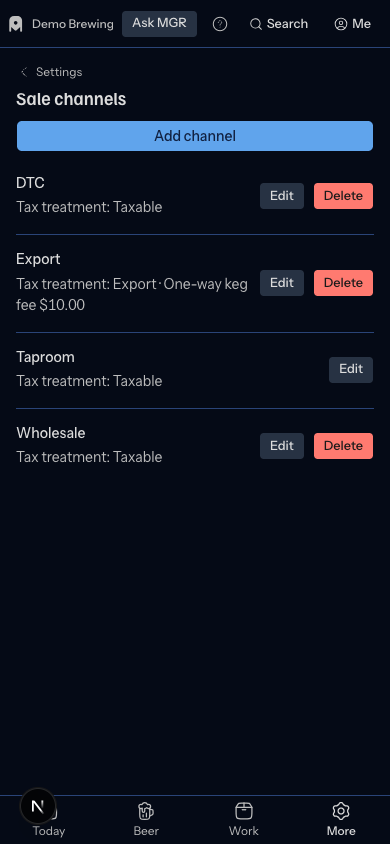 Demo Brewing
Ask MGR
Search
Me
Settings
Sale channels
Add channel
DTC
Tax treatment: Taxable
Edit
Delete
Export
Tax treatment: Export · One-way keg
fee $10.00
Edit
Delete
Taproom
Tax treatment: Taxable
Edit
Wholesale
Tax treatment: Taxable
Edit
Delete
N
Today
Beer
Work
More